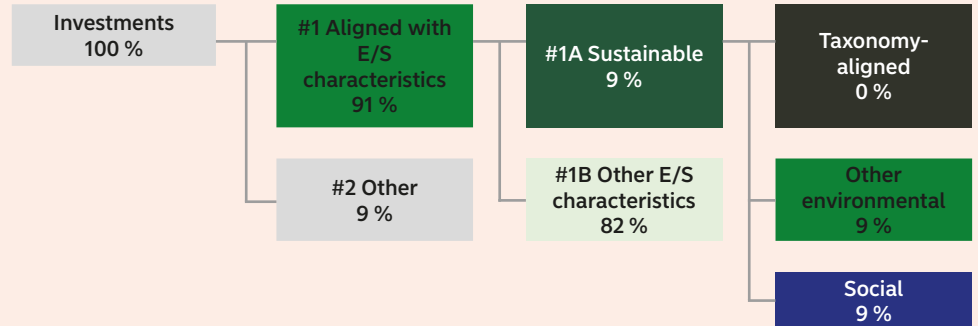 Investments
100 %
#1 Aligned with
E/S
characteristics
91 %
#2 Other
9 %
#1A Sustainable
9 %
#1B Other E/S
characteristics
82 %
Taxonomy-
aligned
0 %
Other
environmental
9 %
Social
9 %